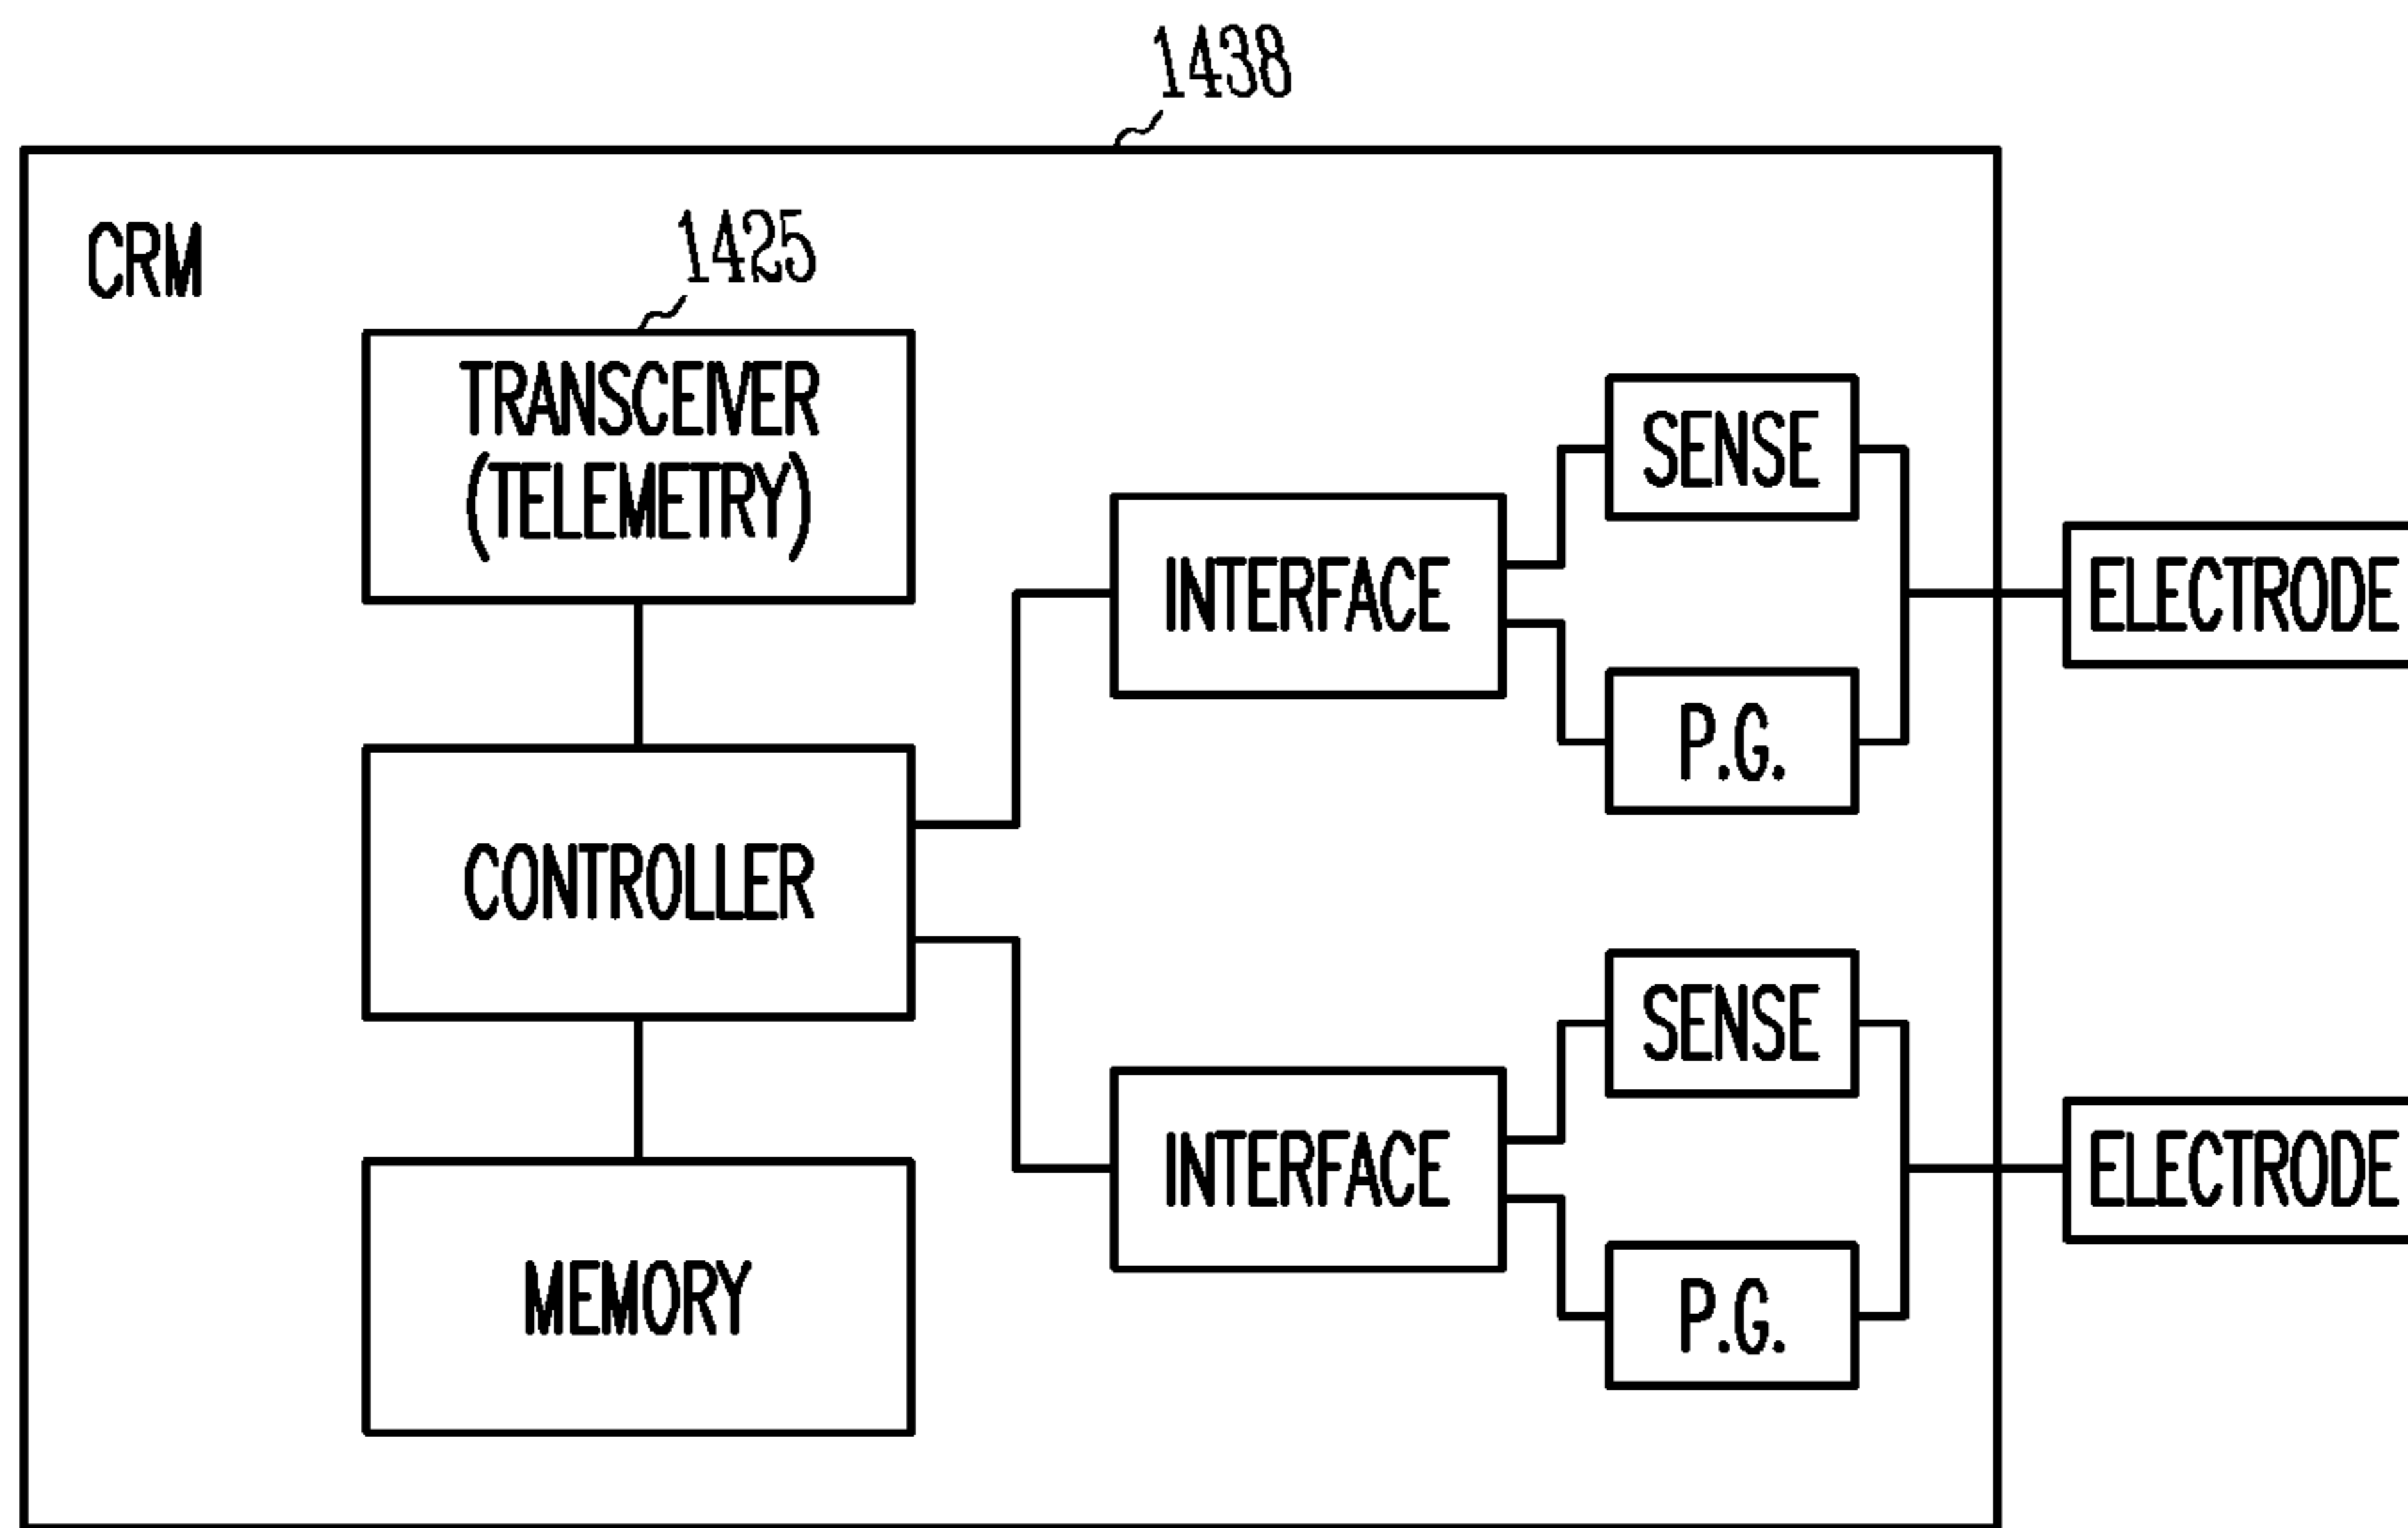 1438
CRM
1425
TRANSCEIVER
(TELEMETRY)
SENSE
INTERFACE
ELECTRODE
P.G.
CONTROLLER
SENSE
INTERFACE
ELECTRODE
P.G.
MEMORY